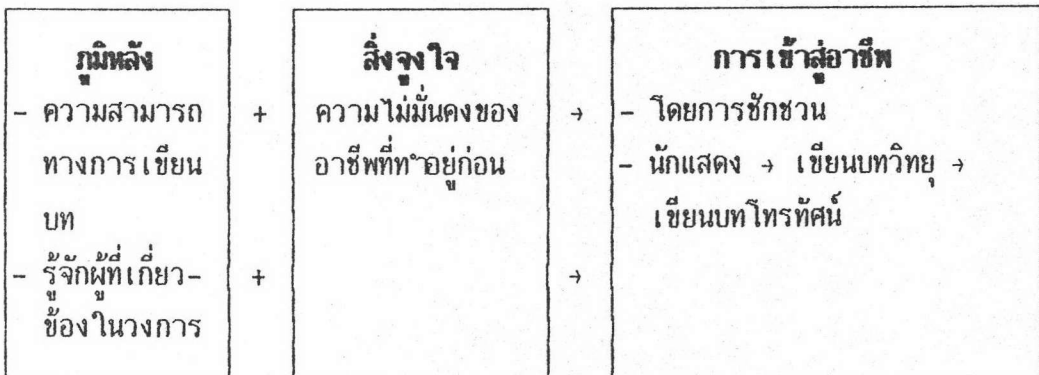 ภูมิหลัง
- ความสามารถ
ทางการเขียน
บท
- รู้จักผู้ที่เกี่ยว-
ข้องในวงการ
+
+
สิ่งจูงใจ
ความไม่มั่นคงของ
อาชีพที่ทำอยู่ก่อน
→
→
การเข้าสู่อาชีพ
- โดยการชักชวน
- นักแสดง → เขียนบทวิทยุ →
เขียนบทโทรทัศน์